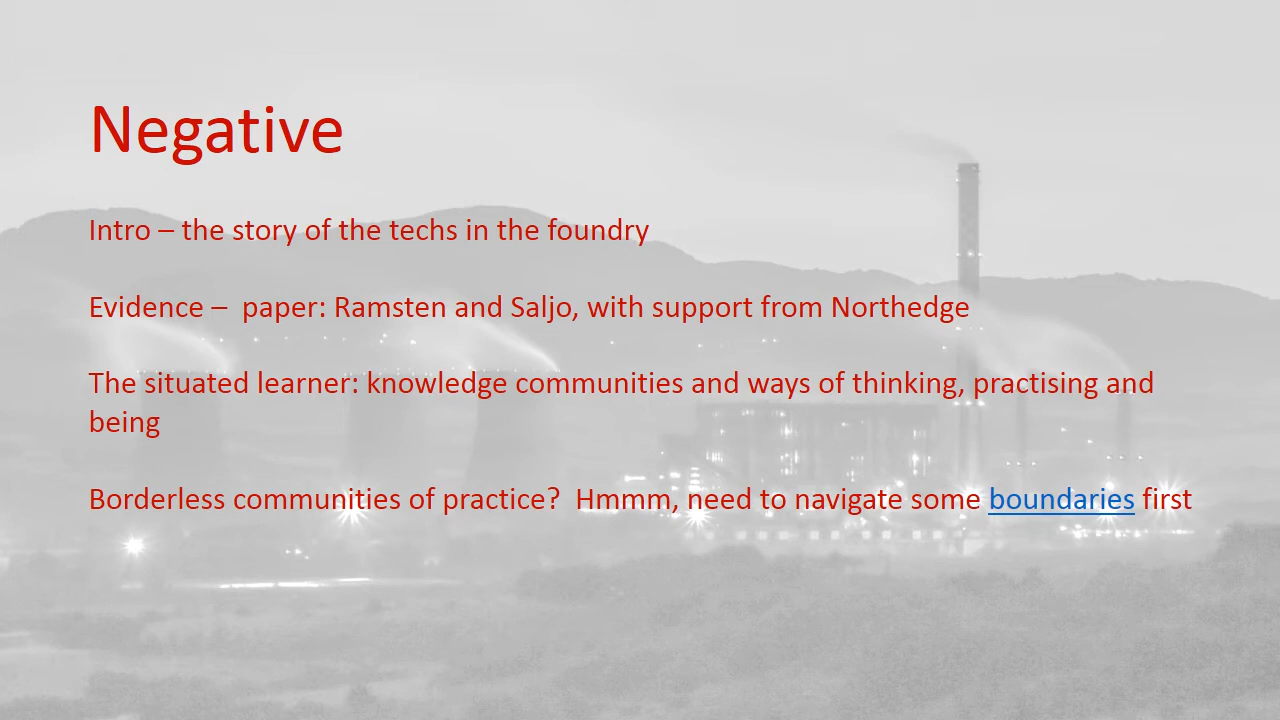 Negative
Intro – the story of the techs in the foundry
Evidence –  paper: Ramsten and Saljo, with support from Northedge
The situated learner: knowledge communities and ways of thinking, practising and
being
Borderless communities of practice?  Hmmm, need to navigate some boundaries first